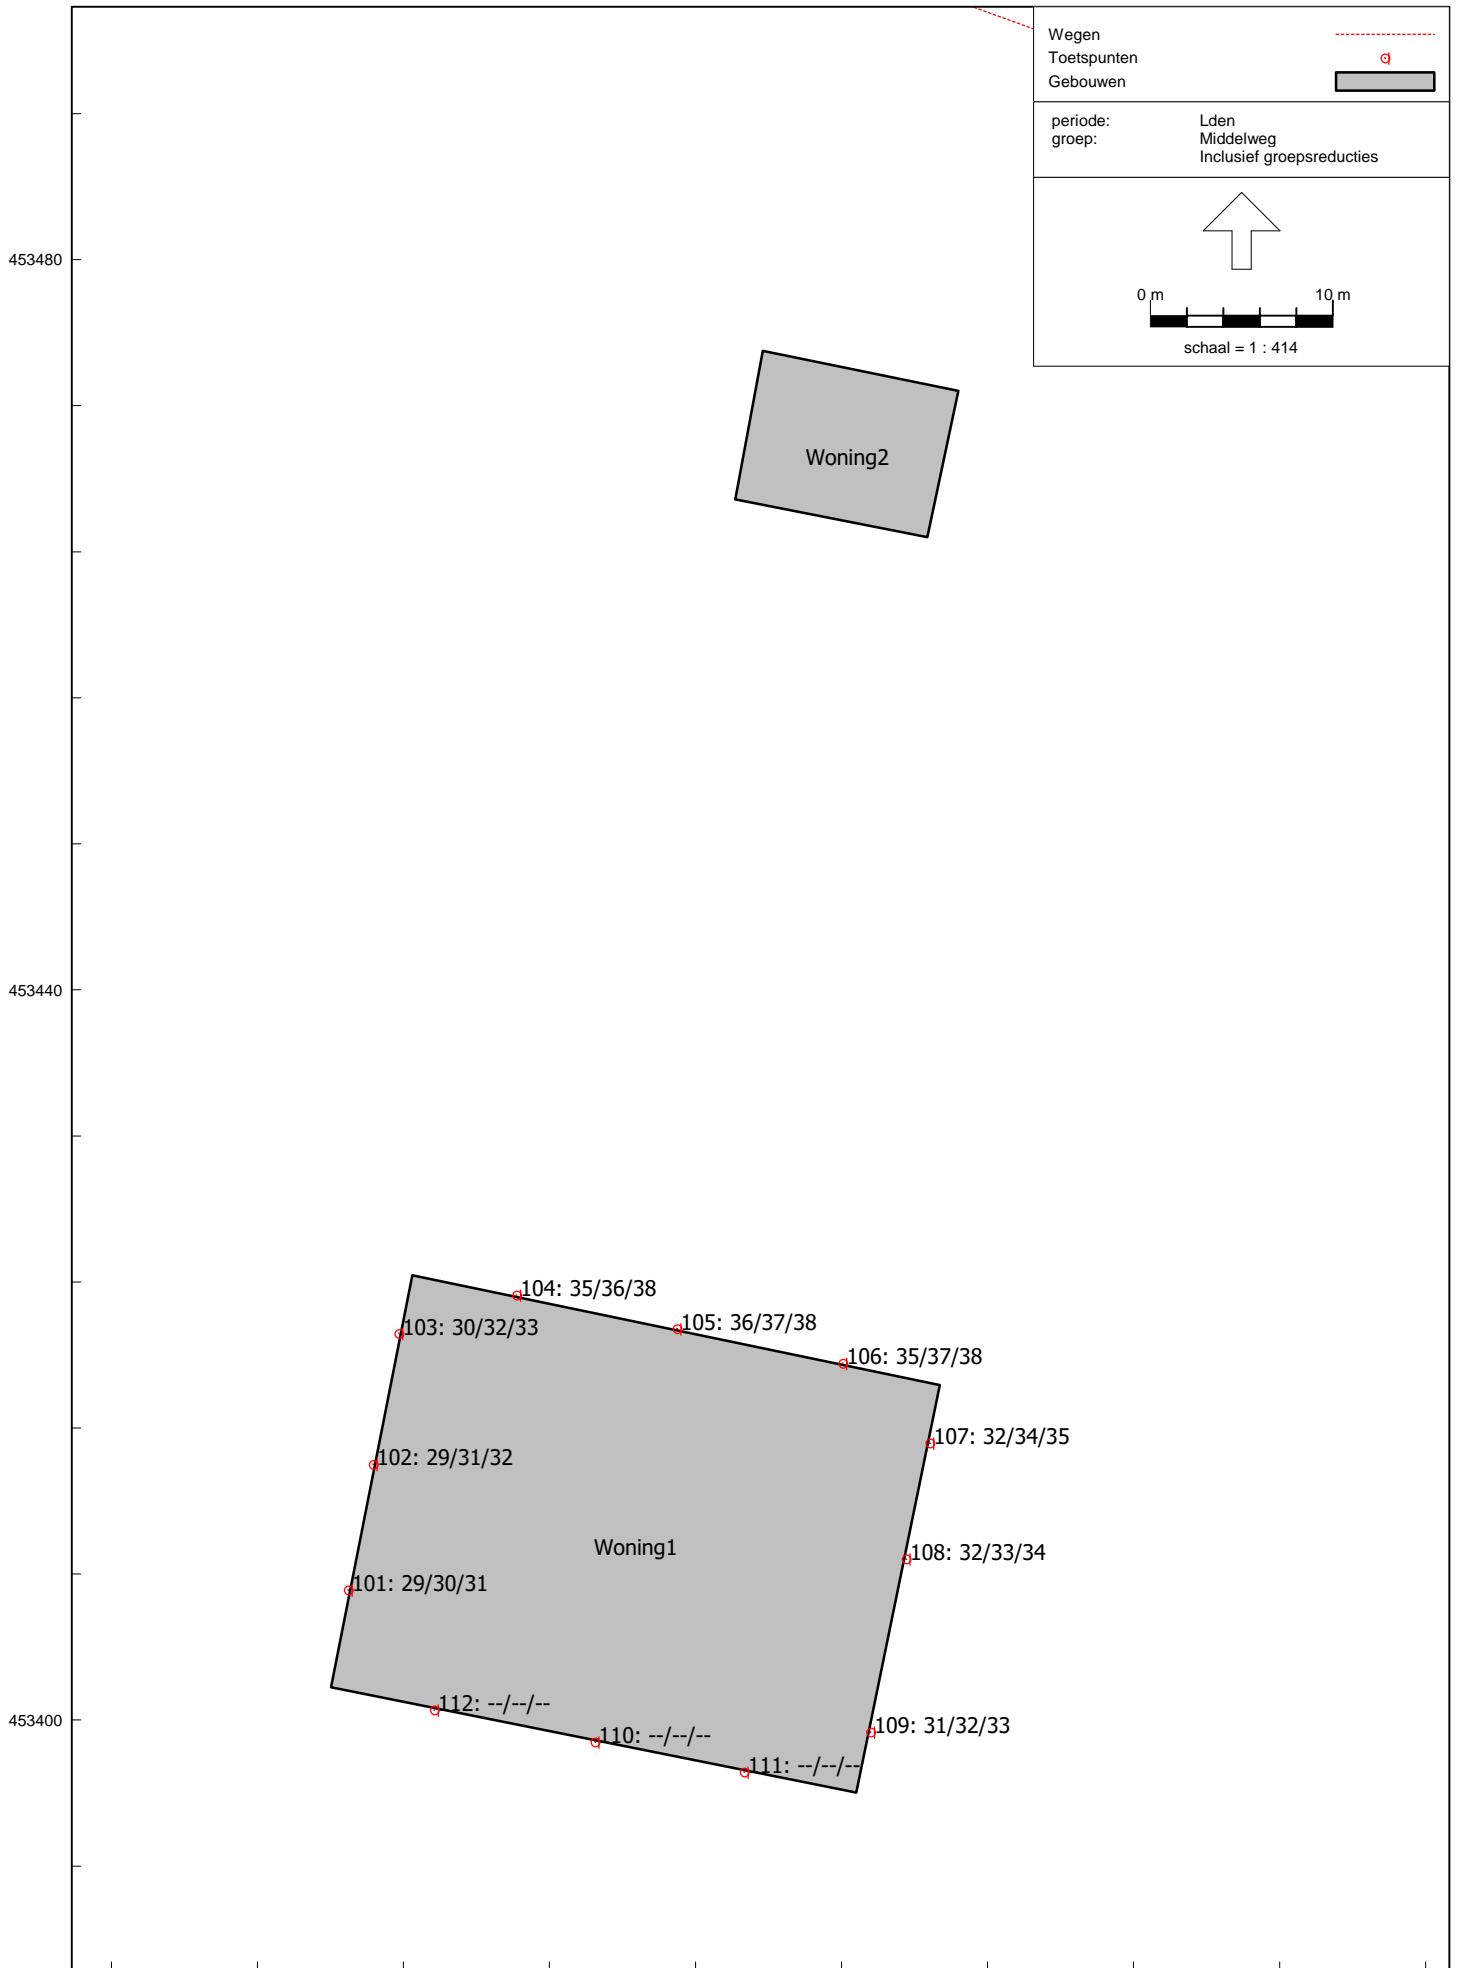 Wegen
Toetspunten
Gebouwen
periode: Lden
groep: Middelweg
Inclusief groepsreducties
0 m 10 m
schaal = 1 : 414
453480
Woning2
453440
104: 35/36/38
103: 30/32/33
105: 36/37/38
106: 35/37/38
107: 32/34/35
102: 29/31/32
Woning1
108: 32/33/34
101: 29/30/31
112: --/--/--
453400
110: --/--/--
109: 31/32/33
111: --/--/--